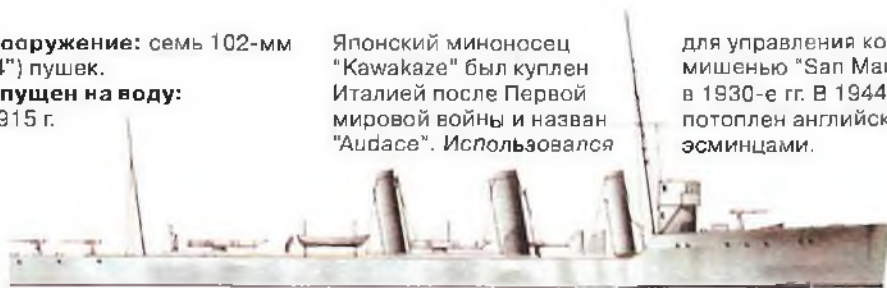 ооружение: семь 102-мм
4") пушек.
пущен на воду:
915 г.
Японский миноносец
"Kawakaze" был куплен
Италией после Первой
мировой войны и назван
"Audace". Использовался
для управления ко
мишенью "San Mar
в 1930-е гг. В 1944
потоплен английск
эсминцами.